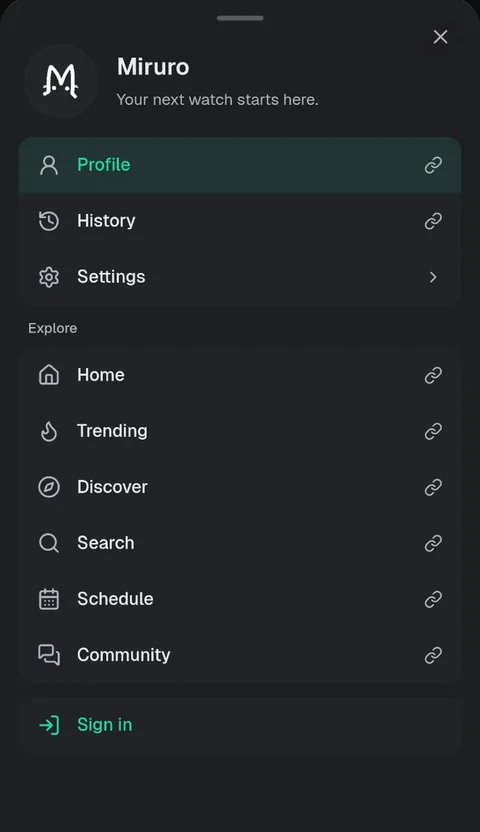 Miruro
Your next watch starts here.
Profile
History
Settings
Explore
Home
Trending
Discover
Search
Schedule
Community
Sign in